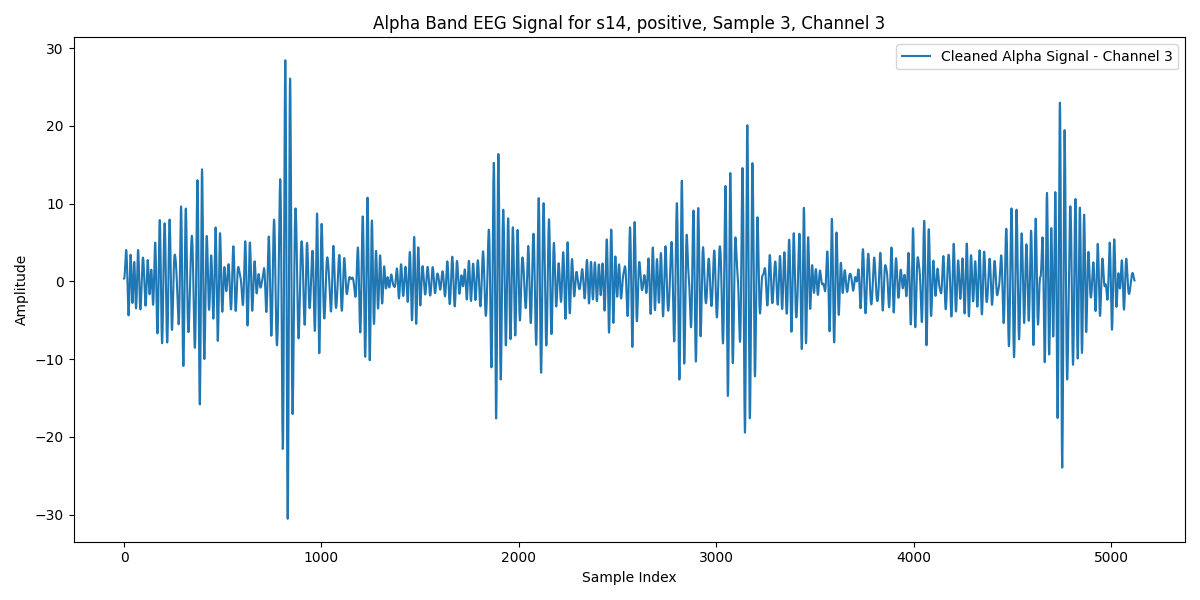 Alpha Band EEG Signal for s14, positive, Sample 3, Channel 3
Cleaned Alpha Signal - Channel 3
30
20
10
0
−10
−20
−30
Amplitude
0 1000 2000 3000 4000 5000
Sample Index